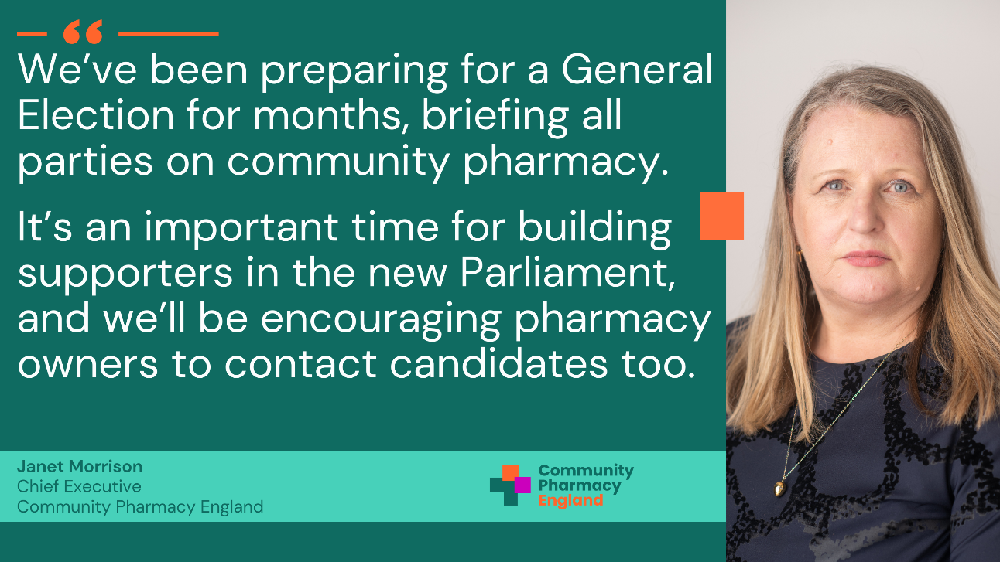 We’ve been preparing for a General
Election for months, briefing all
parties on community pharmacy.
It’s an important time for building
supporters in the new Parliament,
and we’ll be encouraging pharmacy
owners to contact candidates too.
Janet Morrison
Chief Executive
Community Pharmacy England
Community
Pharmacy
England